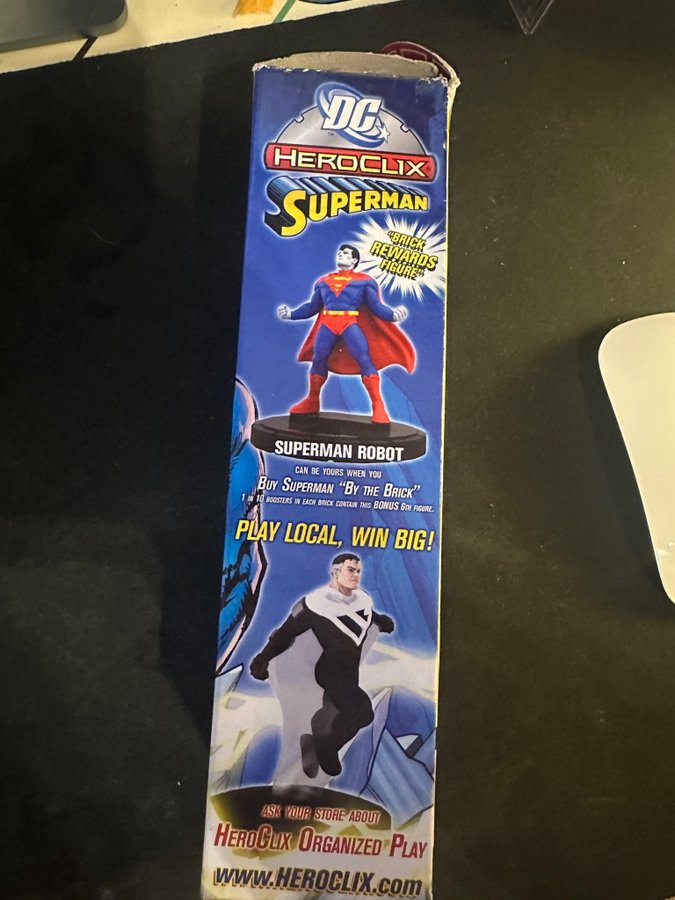 DC
TM
HEROCLIX®
SUPERMAN
"BRICK
REWARDS
FIGURE"
SUPERMAN ROBOT
CAN BE YOURS WHEN YOU
BUY SUPERMAN "BY THE BRICK"
1 IN 10 BOOSTERS IN EACH BRICK CONTAIN THIS BONUS 6TH FIGURE.
PLAY LOCAL, WIN BIG!
ASK YOUR STORE ABOUT
HEROCLIX ORGANIZED PLAY
WWW.HEROCLIX.com